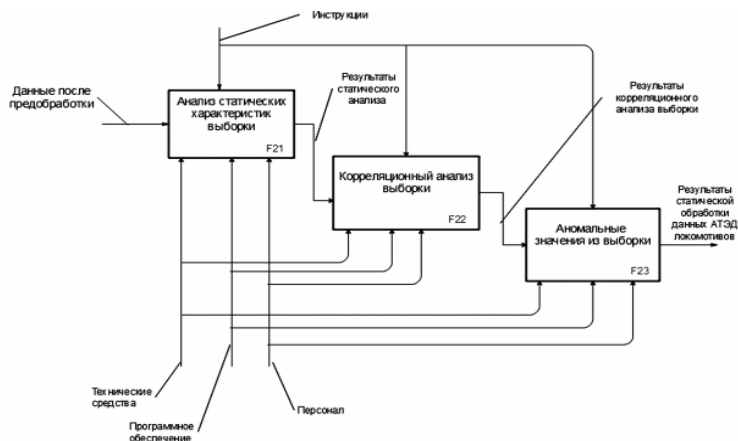 Инструкции
Данные после
предобработки
Анализ статических
характеристик
выборки
F21
Результаты
статического
анализа
Результаты
корреляционного
анализа выборки
Корреляционный анализ
выборки
F22
Аномальные
значения из выборки
F23
Результаты
статической
обработки
данных АТЭД
локомотивов
Технические
средства
Программное
обеспечение
Персонал